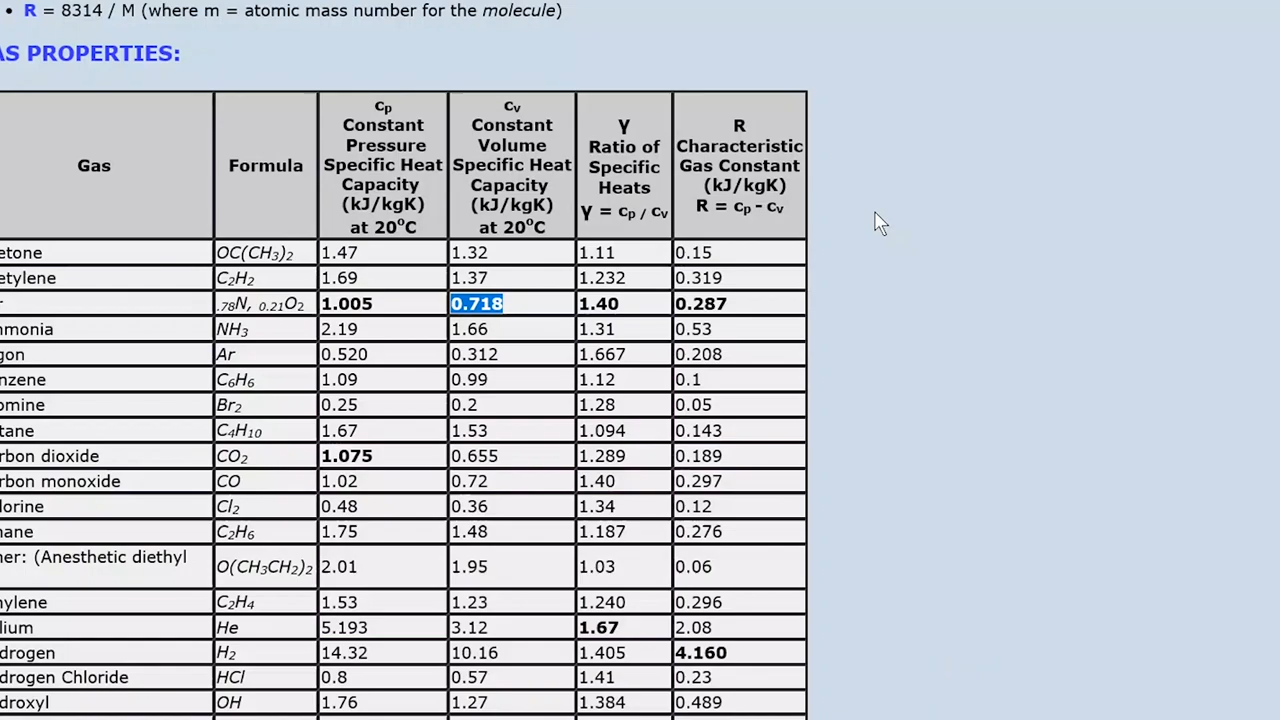 • R = 8314 / M (where m = atomic mass number for the molecule)
AS PROPERTIES:
Gas
Formula
cp
Constant
Pressure
Specific Heat
Capacity
(kJ/kgK)
at 20°C
cv
Constant
Volume
Specific Heat
Capacity
(kJ/kgK)
at 20°C
γ
Ratio of
Specific
Heats
γ = cp / cv
R
Characteristic
Gas Constant
(kJ/kgK)
R = cp - cv
etone OC(CH3)2 1.47 1.32 1.11 0.15
etylene C2H2 1.69 1.37 1.232 0.319
r .78N, 0.21O2 1.005 0.718 1.40 0.287
nmonia NH3 2.19 1.66 1.31 0.53
gon Ar 0.520 0.312 1.667 0.208
nzene C6H6 1.09 0.99 1.12 0.1
omine Br2 0.25 0.2 1.28 0.05
tane C4H10 1.67 1.53 1.094 0.143
rbon dioxide CO2 1.075 0.655 1.289 0.189
rbon monoxide CO 1.02 0.72 1.40 0.297
lorine Cl2 0.48 0.36 1.34 0.12
nane C2H6 1.75 1.48 1.187 0.276
ner: (Anesthetic diethyl O(CH3CH2)2 2.01 1.95 1.03 0.06
nylene C2H4 1.53 1.23 1.240 0.296
lium He 5.193 3.12 1.67 2.08
drogen H2 14.32 10.16 1.405 4.160
drogen Chloride HCl 0.8 0.57 1.41 0.23
droxyl OH 1.76 1.27 1.384 0.489